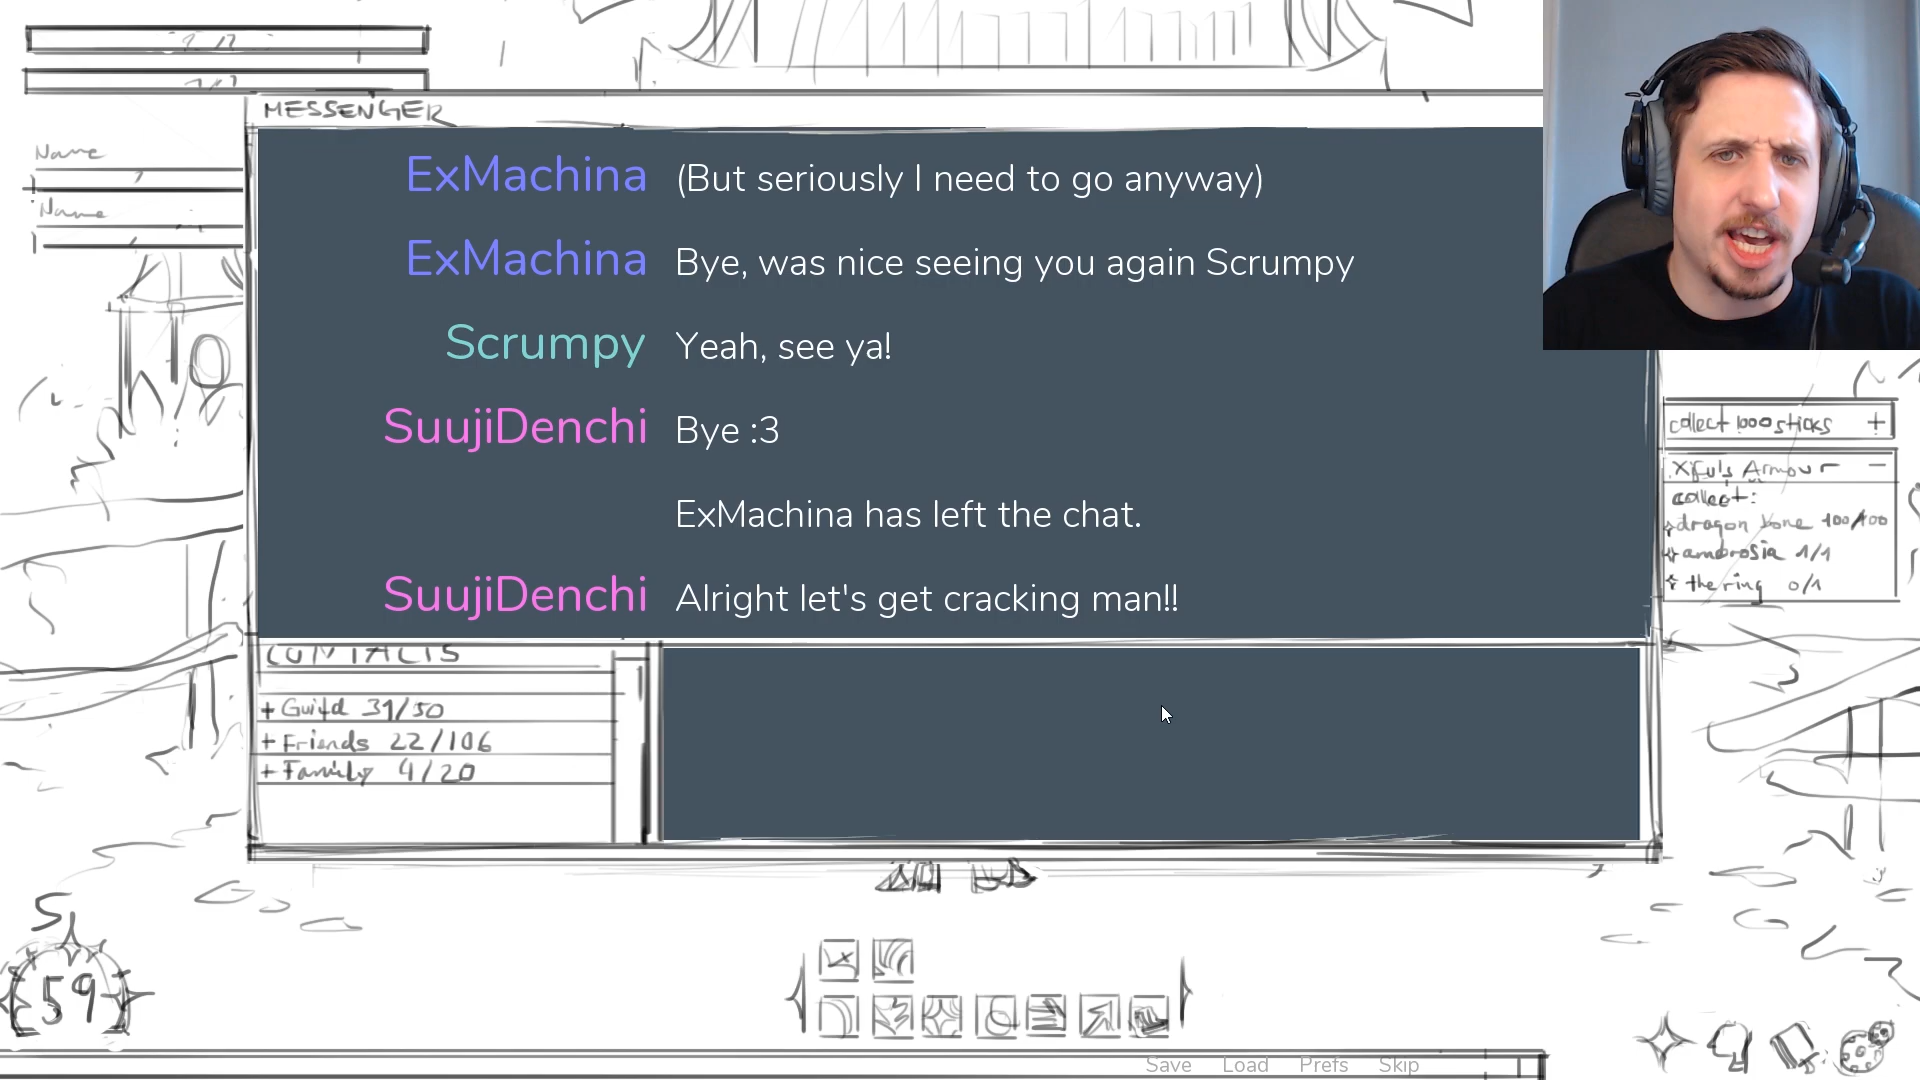 MESSENGER
Name
Name
ExMachina (But seriously I need to go anyway)
ExMachina Bye, was nice seeing you again Scrumpy
Scrumpy Yeah, see ya!
SuujiDenchi Bye :3
ExMachina has left the chat.
SuujiDenchi Alright let's get cracking man!!
collect 1000 sticks +
Armour -
collect:
dragon bone 100/100
ambrosia 1/1
the ring 0/1
CONTACTS
+ Guild 39/50
+ Friends 22/106
+ Family 4/20
59
Save Load Prefs Skip